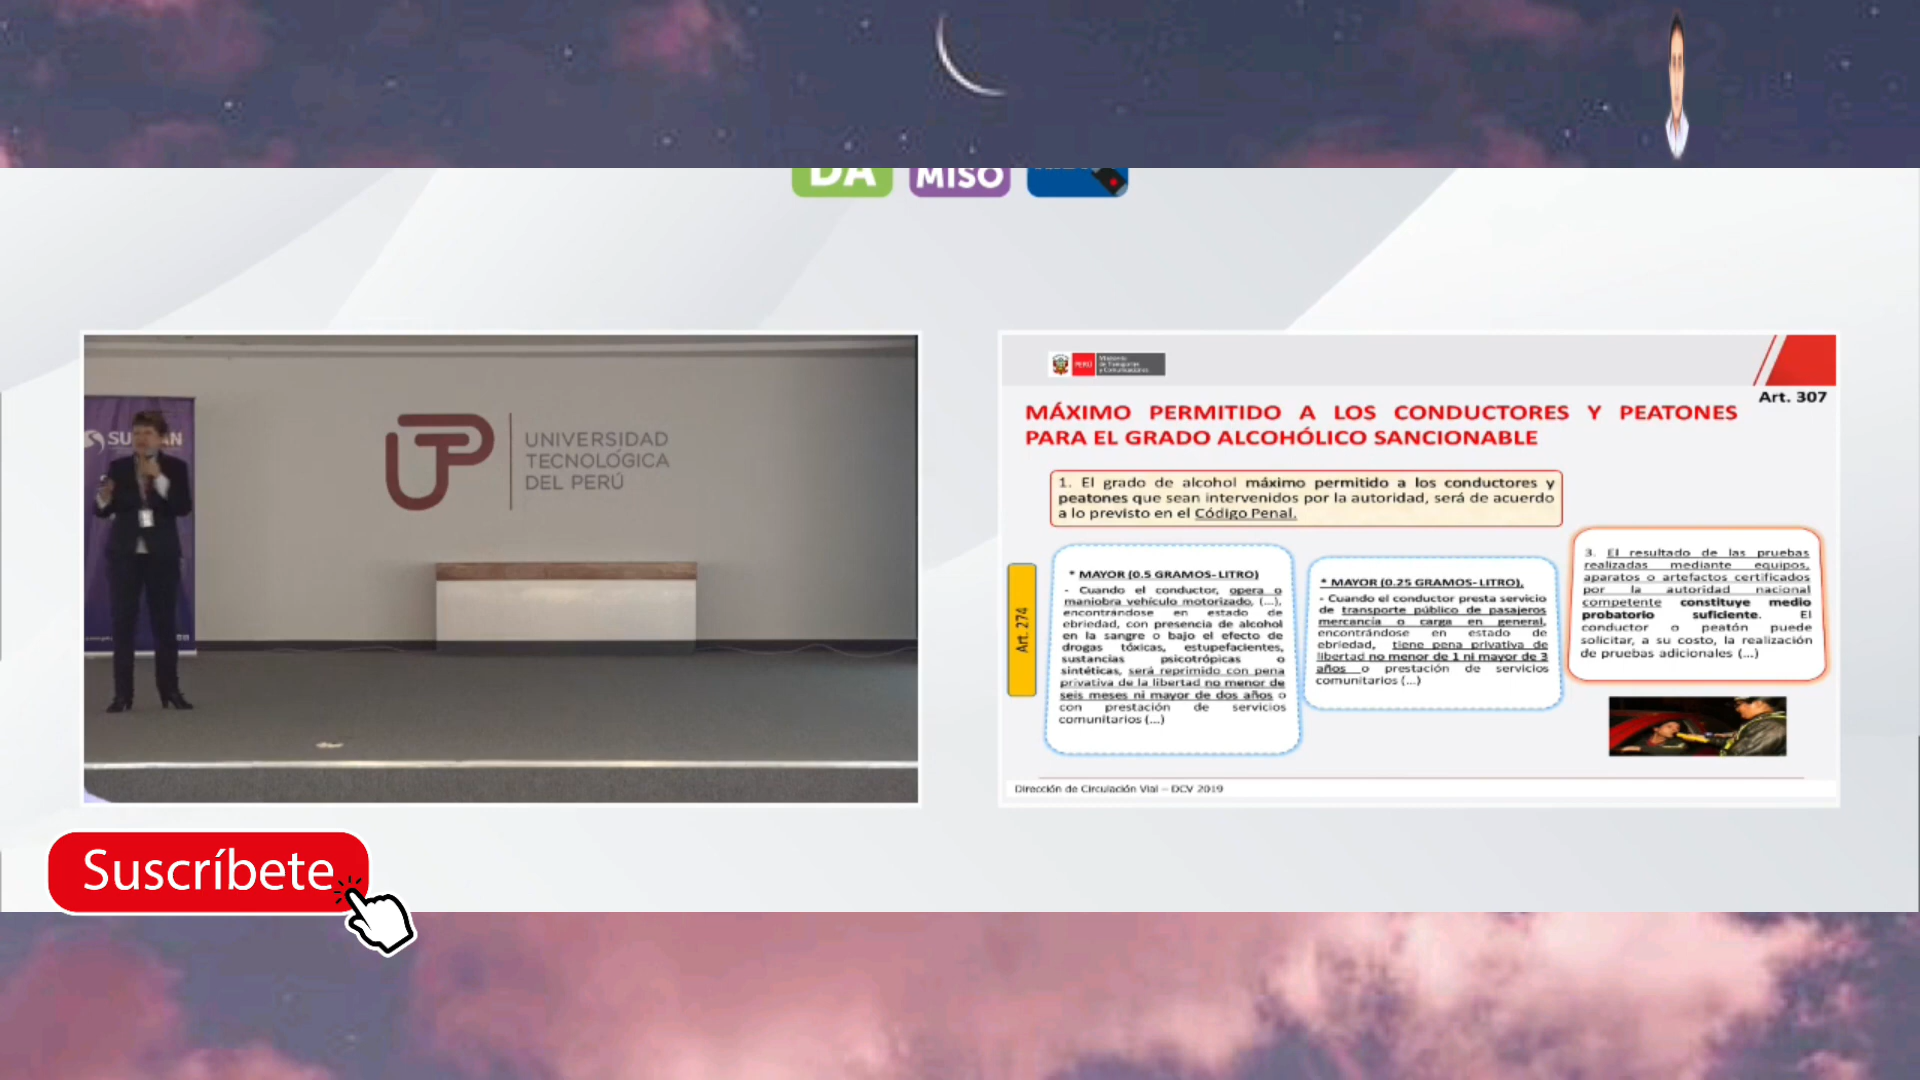 DA
MISO
SU
AN
UNIVERSIDAD
TECNOLÓGICA
DEL PERÚ
PERÚ
Ministerio
de Transportes
y Comunicaciones
Art. 307
MÁXIMO PERMITIDO A LOS CONDUCTORES Y PEATONES
PARA EL GRADO ALCOHÓLICO SANCIONABLE
1. El grado de alcohol máximo permitido a los conductores y
peatones que sean intervenidos por la autoridad, será de acuerdo
a lo previsto en el Código Penal.
Art. 274
* MAYOR (0.5 GRAMOS-LITRO)
- Cuando el conductor, opera o
maniobra vehículo motorizado, (...),
encontrándose en estado de
ebriedad, con presencia de alcohol
en la sangre o bajo el efecto de
drogas tóxicas, estupefacientes,
sustancias psicotrópicas o
sintéticas, será reprimido con pena
privativa de la libertad no menor de
seis meses ni mayor de dos años o
con prestación de servicios
comunitarios (...)
* MAYOR (0.25 GRAMOS-LITRO),
- Cuando el conductor presta servicio
de transporte público de pasajeros
mercancía o carga en general,
encontrándose en estado de
ebriedad, tiene pena privativa de
libertad no menor de 1 ni mayor de 3
años o prestación de servicios
comunitarios (...)
3. El resultado de las pruebas
realizadas mediante equipos,
aparatos o artefactos certificados
por la autoridad nacional
competente constituye medio
probatorio suficiente. El
conductor o peatón puede
solicitar, a su costo, la realización
de pruebas adicionales (...)
Dirección de Circulación Vial – DCV 2019
Suscríbete